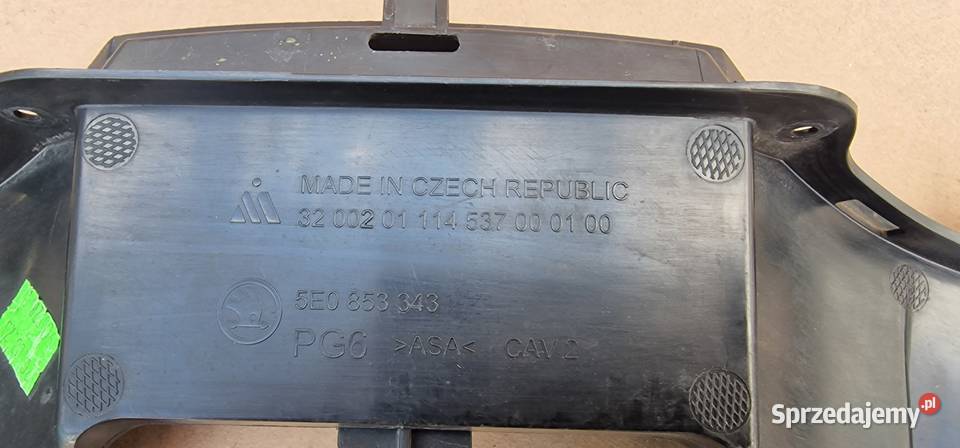 MADE IN CZECH REPUBLIC
32 002 01 114 537 00 01 00
5E0 853 343
PG6 >ASA< CAV 2
Sprzedajemy.pl